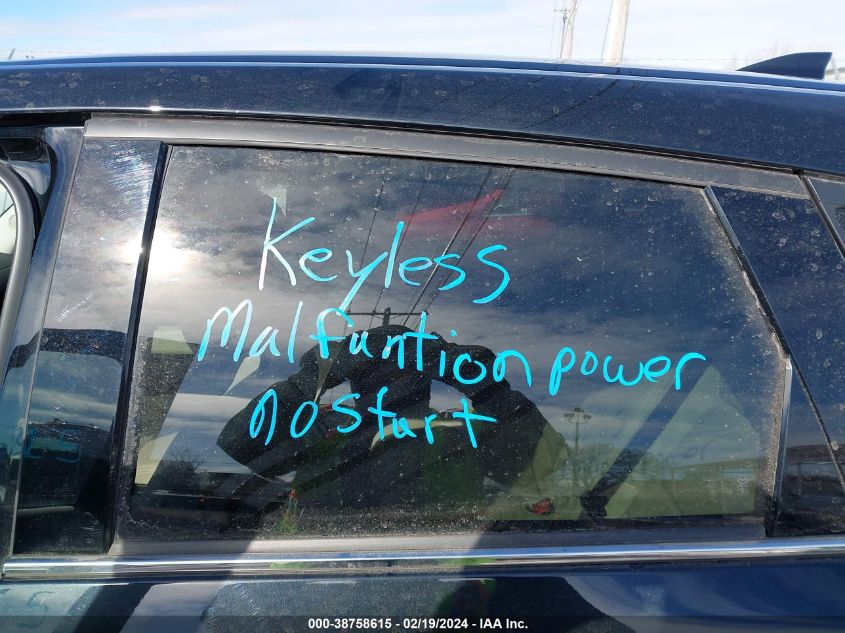 Keyless
Malfuntion power
no start
000-38758615 - 02/19/2024 - IAA Inc.